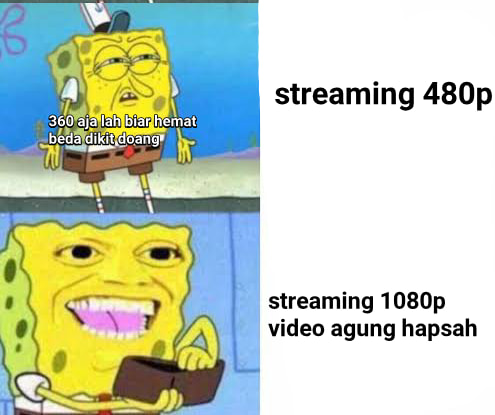 streaming 480p
360 aja lah biar hemat
beda dikit doang
streaming 1080p
video agung hapsah